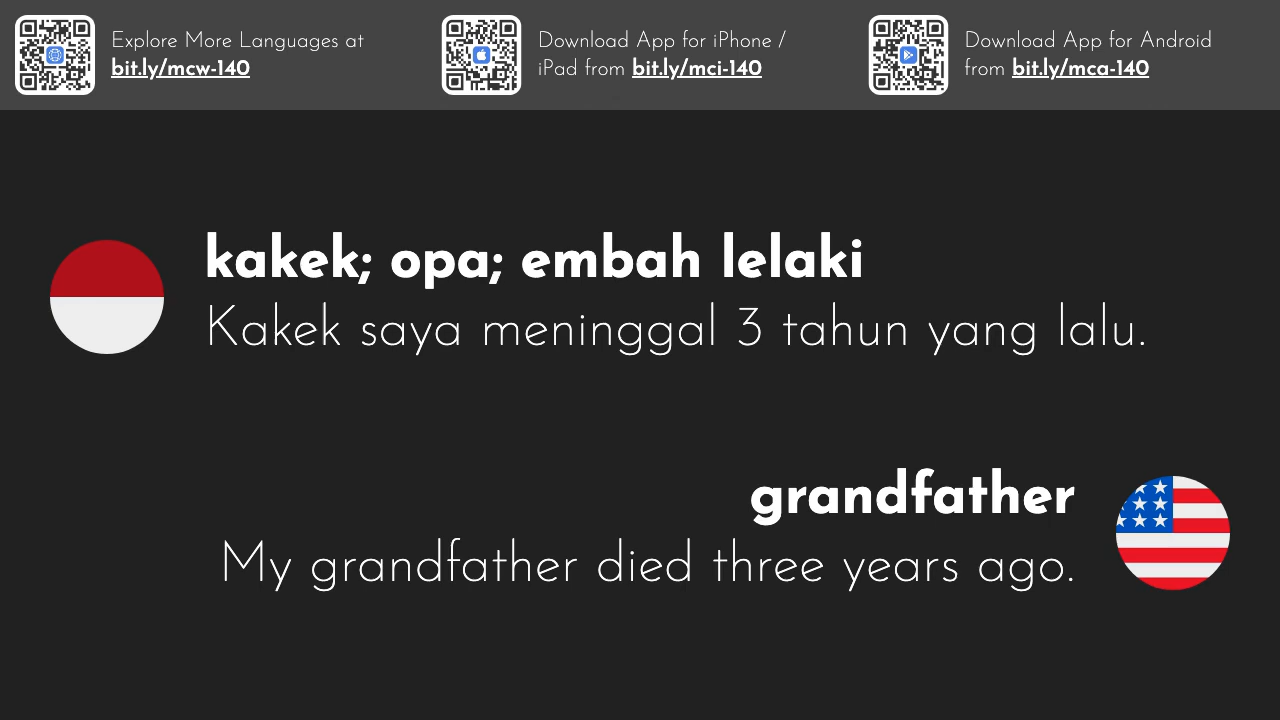 Explore More Languages at
bit.ly/mcw-140
Download App for iPhone /
iPad from bit.ly/mci-140
Download App for Android
from bit.ly/mca-140
kakek; opa; embah lelaki
Kakek saya meninggal 3 tahun yang lalu.
grandfather
My grandfather died three years ago.